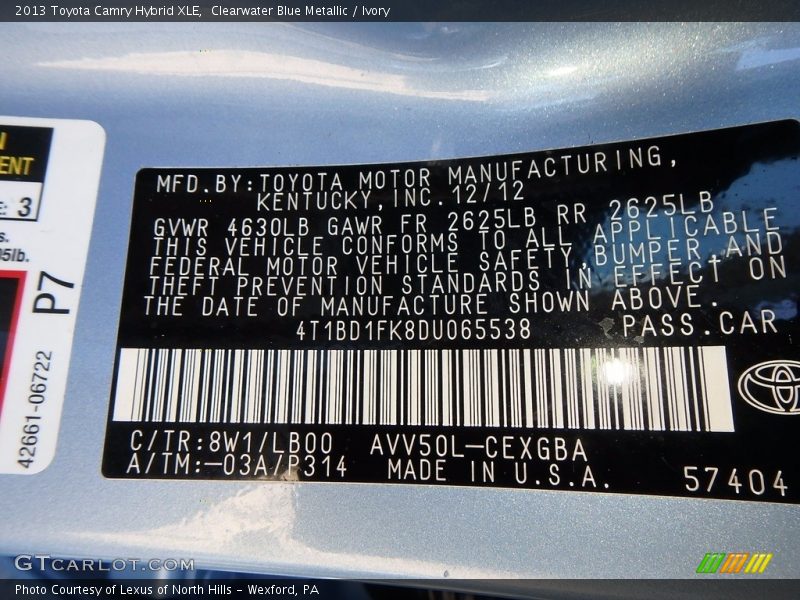 2013 Toyota Camry Hybrid XLE, Clearwater Blue Metallic / Ivory
ENT
: 3
s.
5lb.
P7
42661-06722
MFD.BY:TOYOTA MOTOR MANUFACTURING,
KENTUCKY,INC.12/12
GVWR 4630LB GAWR FR 2625LB RR 2625LB
THIS VEHICLE CONFORMS TO ALL APPLICABLE
FEDERAL MOTOR VEHICLE SAFETY,BUMPER,AND
THEFT PREVENTION STANDARDS IN EFFECT ON
THE DATE OF MANUFACTURE SHOWN ABOVE.
4T1BD1FK8DU065538 PASS.CAR
C/TR:8W1/LB00 AVV50L-CEXGBA
A/TM:-03A/P314 MADE IN U.S.A. 57404
GTCARLOT.COM
Photo Courtesy of Lexus of North Hills - Wexford, PA